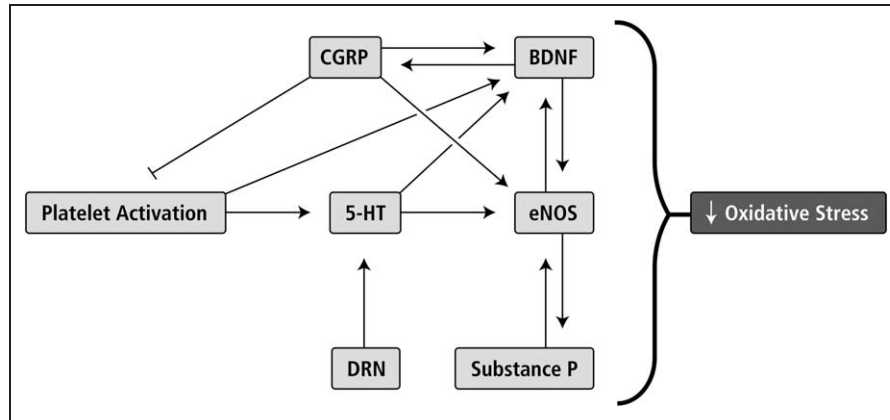 CGRP
BDNF
Platelet Activation
5-HT
eNOS
↓ Oxidative Stress
DRN
Substance P